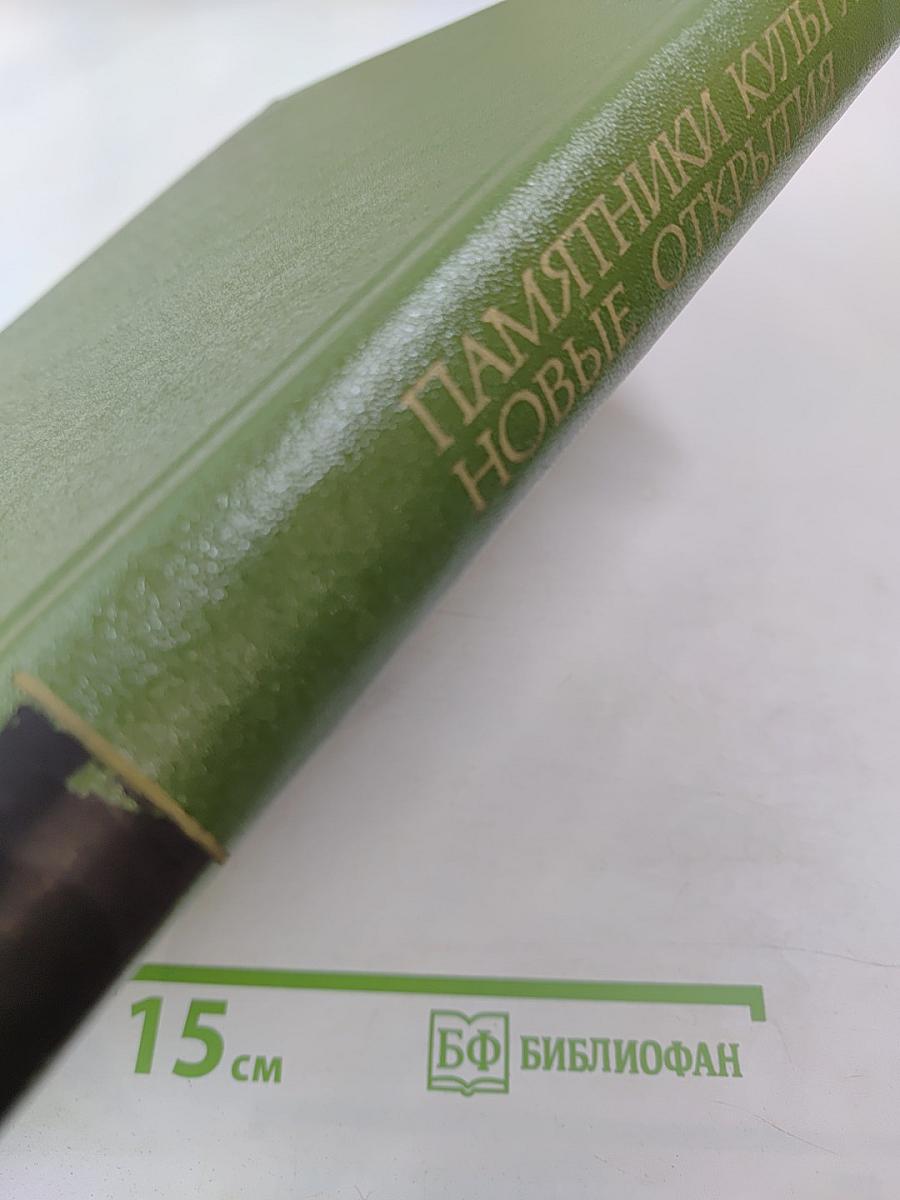 ПАМЯТНИКИ
НОВЫЕ ОТКРЫТИЯ
15 см
БФ БИБЛИОФАН